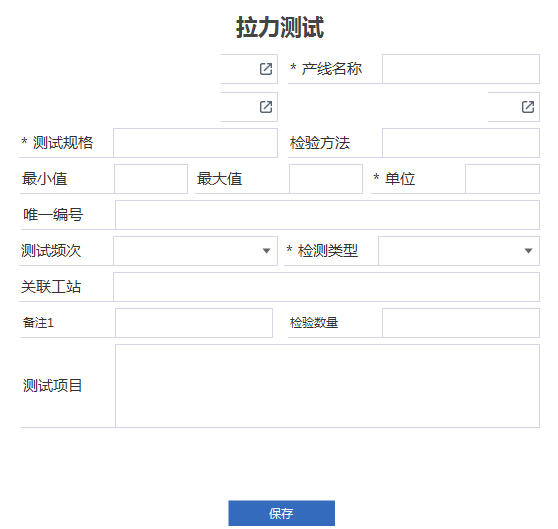 拉力测试
* 产线名称
* 测试规格 检验方法
最小值 最大值 * 单位
唯一编号
测试频次 * 检测类型
关联工站
备注1 检验数量
测试项目
保存